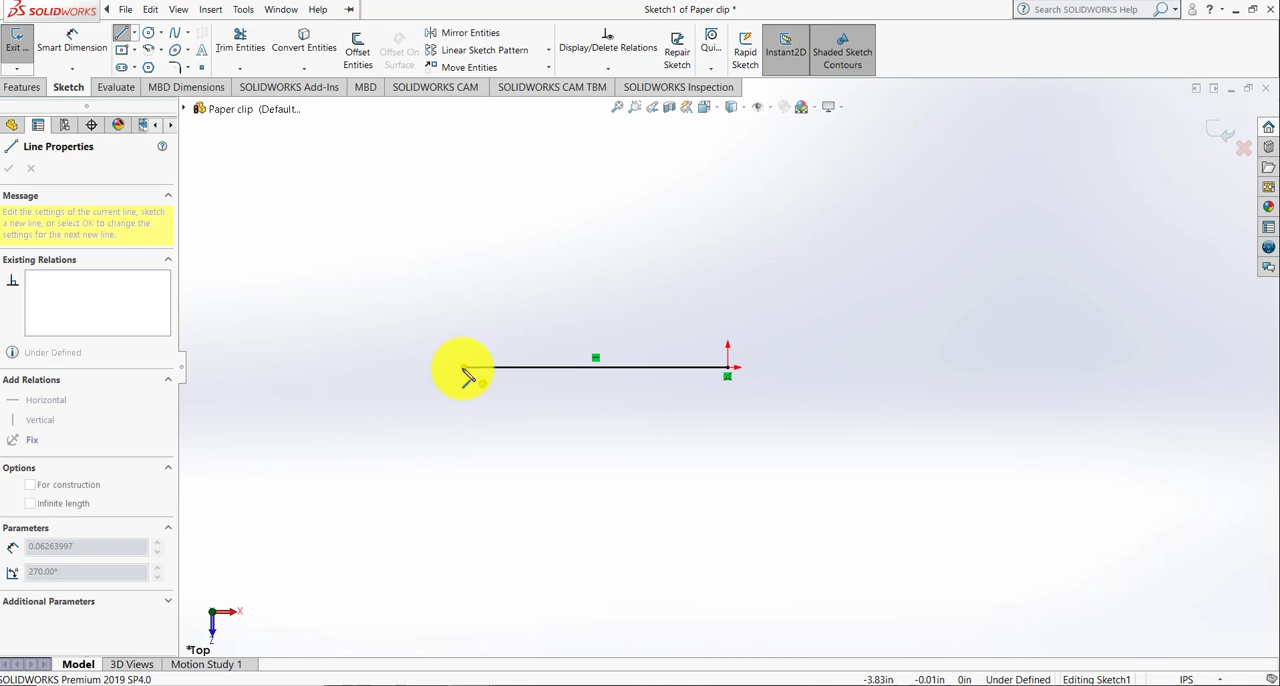 SOLIDWORKS File Edit View Insert Tools Window Help Sketch1 of Paper clip * Search SOLIDWORKS Help ?
Exit ... Smart Dimension Trim Entities Convert Entities Offset Entities Offset On Surface Mirror Entities Linear Sketch Pattern Move Entities Display/Delete Relations Repair Sketch Qui... Rapid Sketch Instant2D Shaded Sketch Contours
Features Sketch Evaluate MBD Dimensions SOLIDWORKS Add-Ins MBD SOLIDWORKS CAM SOLIDWORKS CAM TBM SOLIDWORKS Inspection
Paper clip (Default...
Line Properties
Message
Edit the settings of the current line, sketch
a new line, or select OK to change the
settings for the next new line.
Existing Relations
Under Defined
Add Relations
Horizontal
Vertical
Fix
Options
For construction
Infinite length
Parameters
0.06263997
270.00°
Additional Parameters
X
Z
*Top
Model 3D Views Motion Study 1
SOLIDWORKS Premium 2019 SP4.0 -3.83in -0.01in 0in Under Defined Editing Sketch1 IPS